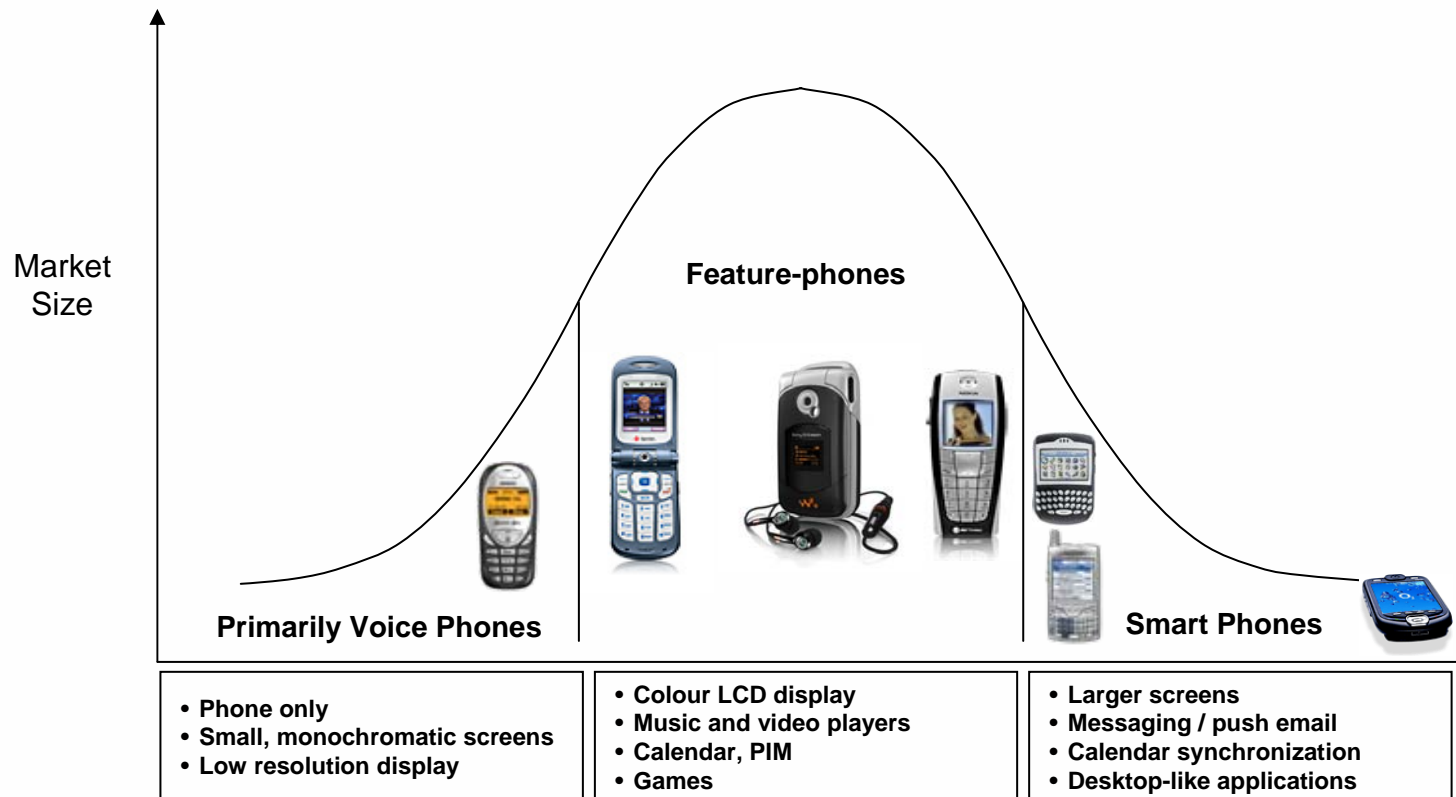 Market
Size
Feature-phones
Primarily Voice Phones
Smart Phones
• Phone only
• Small, monochromatic screens
• Low resolution display
• Colour LCD display
• Music and video players
• Calendar, PIM
• Games
• Larger screens
• Messaging / push email
• Calendar synchronization
• Desktop-like applications